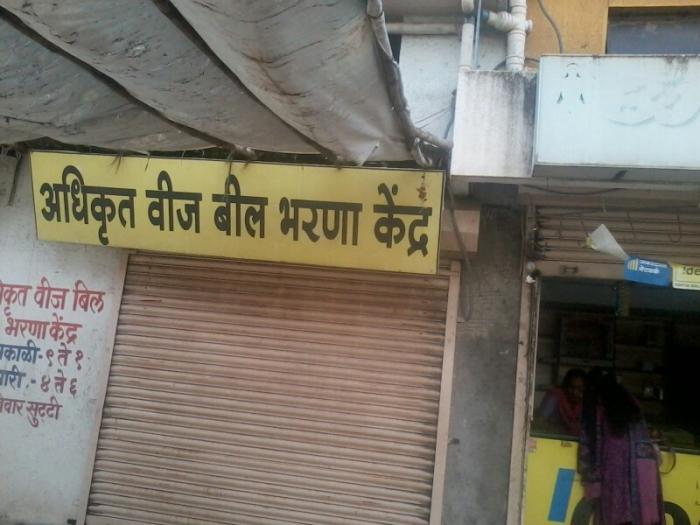 अधिकृत वीज बील भरणा केंद्र
वीज बिल
भरणा केंद्र
९ ते १
४ ते ६
सुट्टी